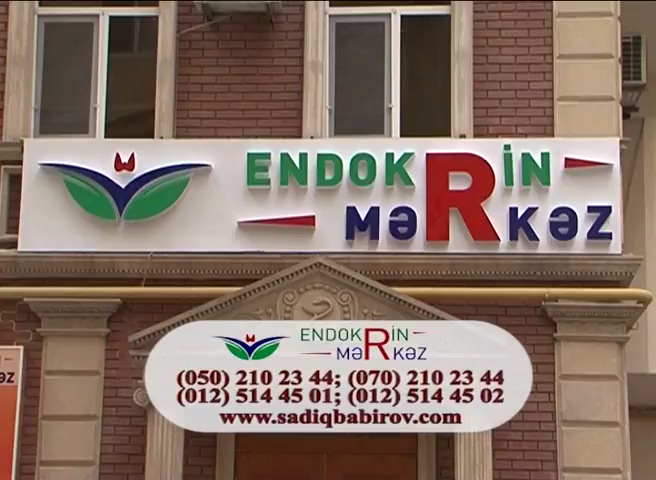 ENDOKRİN
MƏRKƏZ
ENDOKRİN
MƏRKƏZ
(050) 210 23 44; (070) 210 23 44
(012) 514 45 01; (012) 514 45 02
www.sadiqbabirov.com